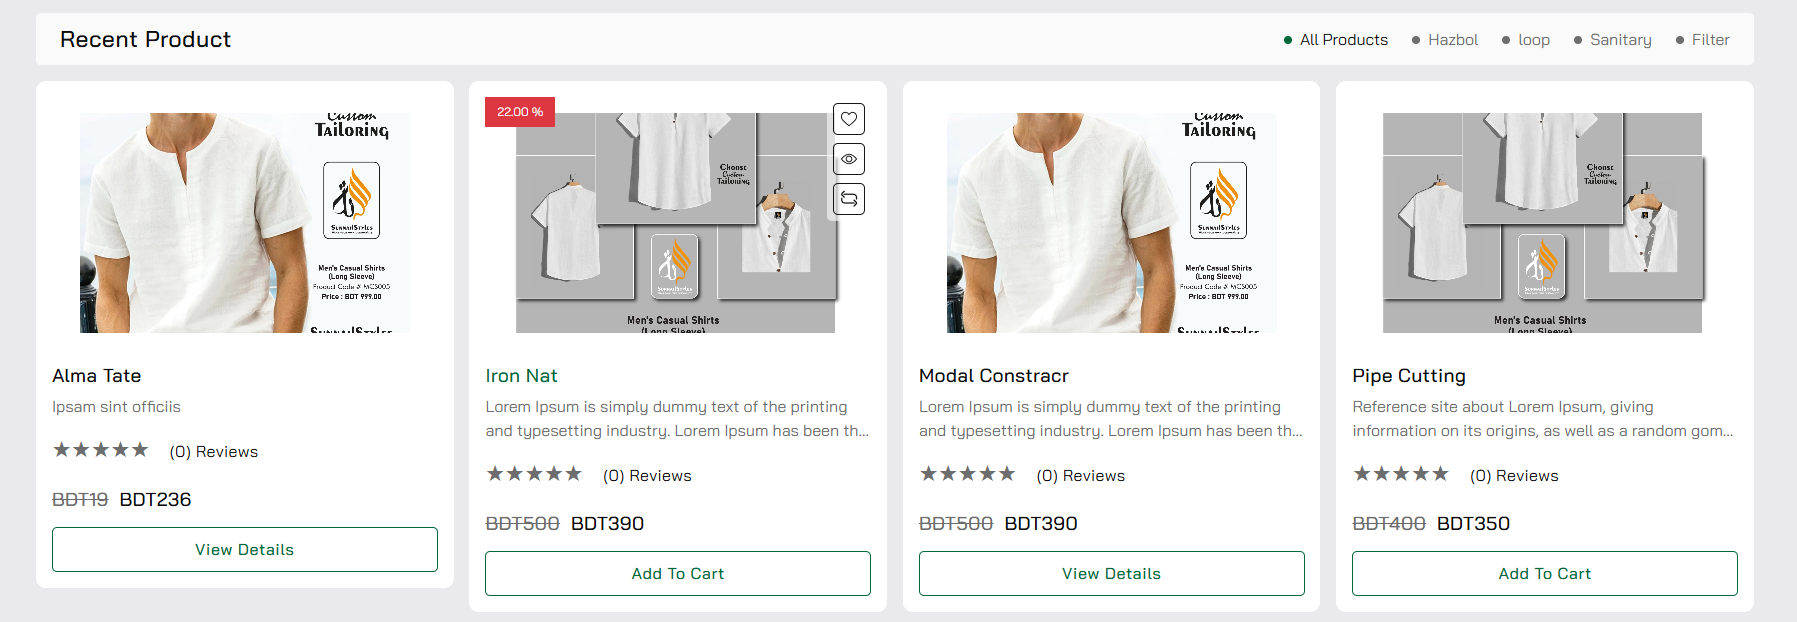 Recent Product
All Products
Hazbol
loop
Sanitary
Filter
Custom
Tailoring
SunnahStyles
Men's Casual Shirts
(Long Sleeve)
Product Code # MCS005
Price : BDT 999.00
SunnahStyles
Alma Tate
Ipsam sint officiis
(0) Reviews
BDT19 BDT236
View Details
22.00 %
Choose
Custom
Tailoring
SunnahStyles
Men's Casual Shirts
(Long Sleeve)
Iron Nat
Lorem Ipsum is simply dummy text of the printing
and typesetting industry. Lorem Ipsum has been th...
(0) Reviews
BDT500 BDT390
Add To Cart
Custom
Tailoring
SunnahStyles
Men's Casual Shirts
(Long Sleeve)
Product Code # MCS005
Price : BDT 999.00
SunnahStyles
Modal Constracr
Lorem Ipsum is simply dummy text of the printing
and typesetting industry. Lorem Ipsum has been th...
(0) Reviews
BDT500 BDT390
View Details
Choose
Custom
Tailoring
SunnahStyles
Men's Casual Shirts
(Long Sleeve)
Pipe Cutting
Reference site about Lorem Ipsum, giving
information on its origins, as well as a random gom...
(0) Reviews
BDT400 BDT350
Add To Cart